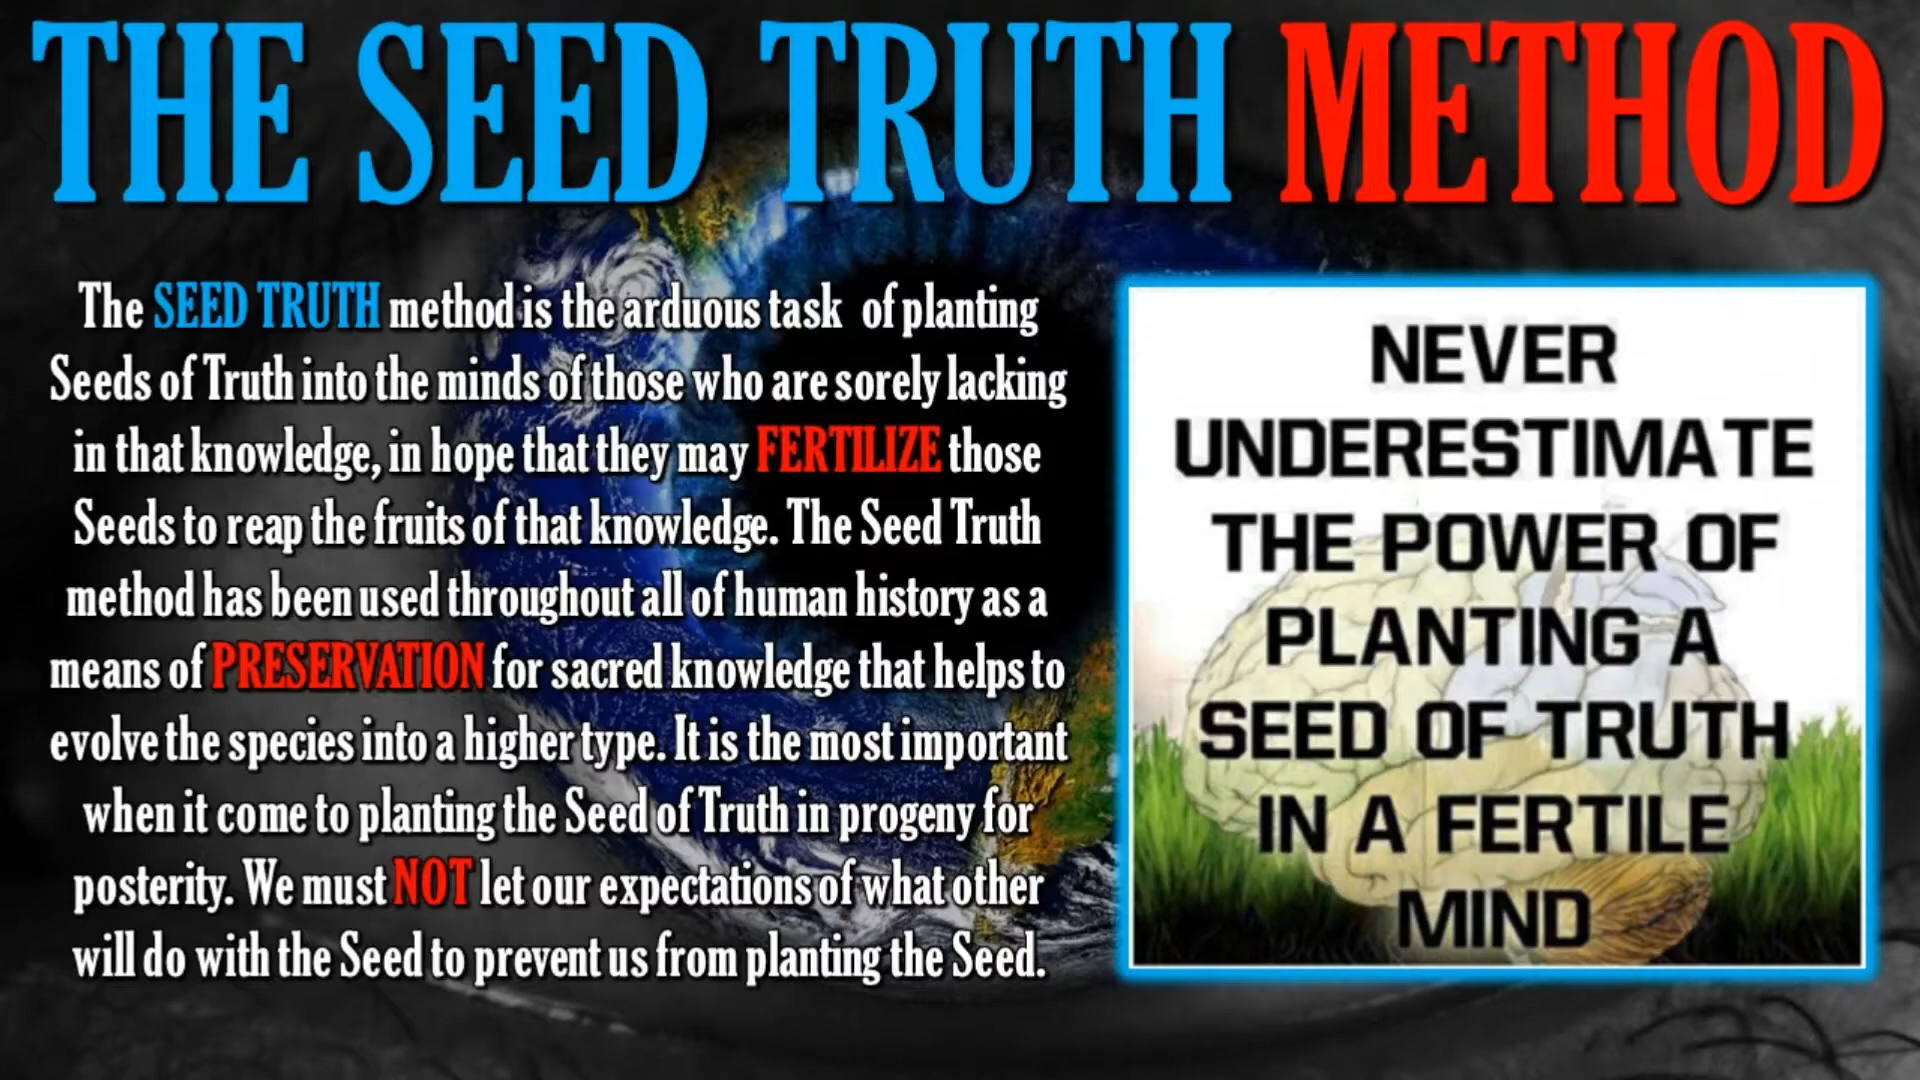 THE SEED TRUTH METHOD
The SEED TRUTH method is the arduous task of planting
Seeds of Truth into the minds of those who are sorely lacking
in that knowledge, in hope that they may FERTILIZE those
Seeds to reap the fruits of that knowledge. The Seed Truth
method has been used throughout all of human history as a
means of PRESERVATION for sacred knowledge that helps to
evolve the species into a higher type. It is the most important
when it come to planting the Seed of Truth in progeny for
posterity. We must NOT let our expectations of what other
will do with the Seed to prevent us from planting the Seed.
NEVER
UNDERESTIMATE
THE POWER OF
PLANTING A
SEED OF TRUTH
IN A FERTILE
MIND